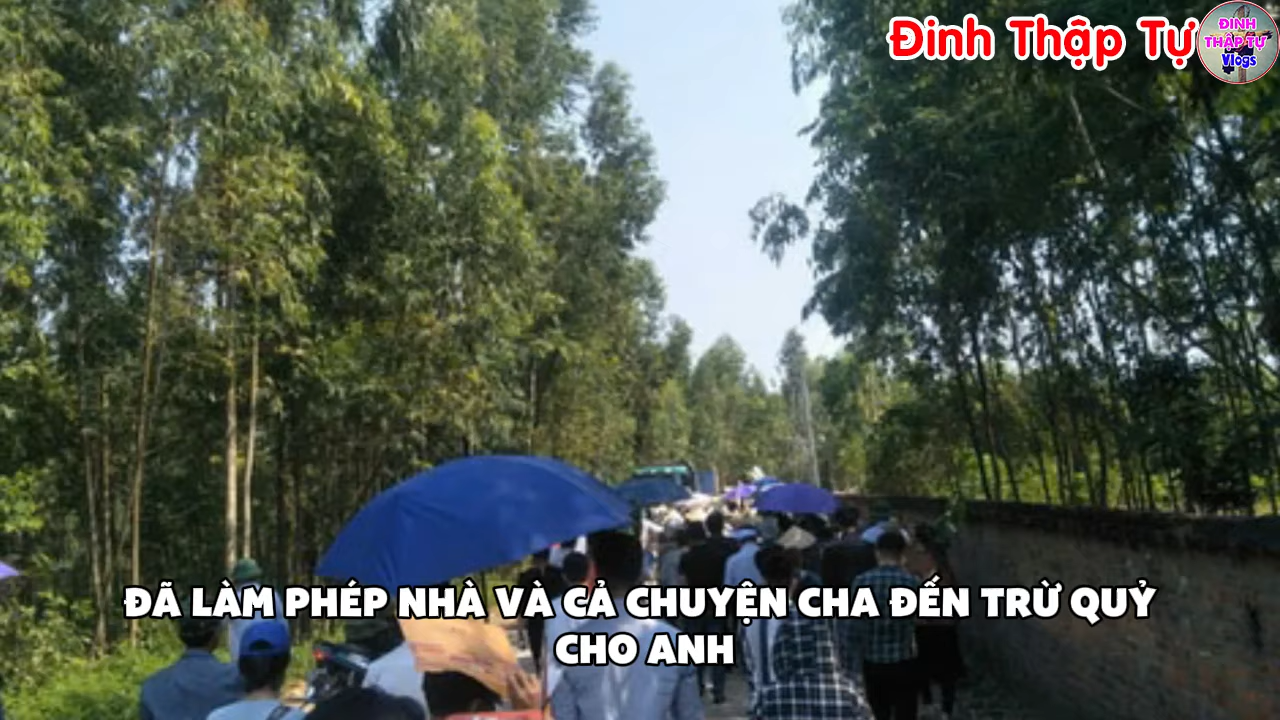 Đinh Thập Tự
ĐINH
THẬP TỰ
Vlogs
ĐÃ LÀM PHÉP NHÀ VÀ CẢ CHUYỆN CHA ĐẾN TRỪ QUỶ
CHO ANH